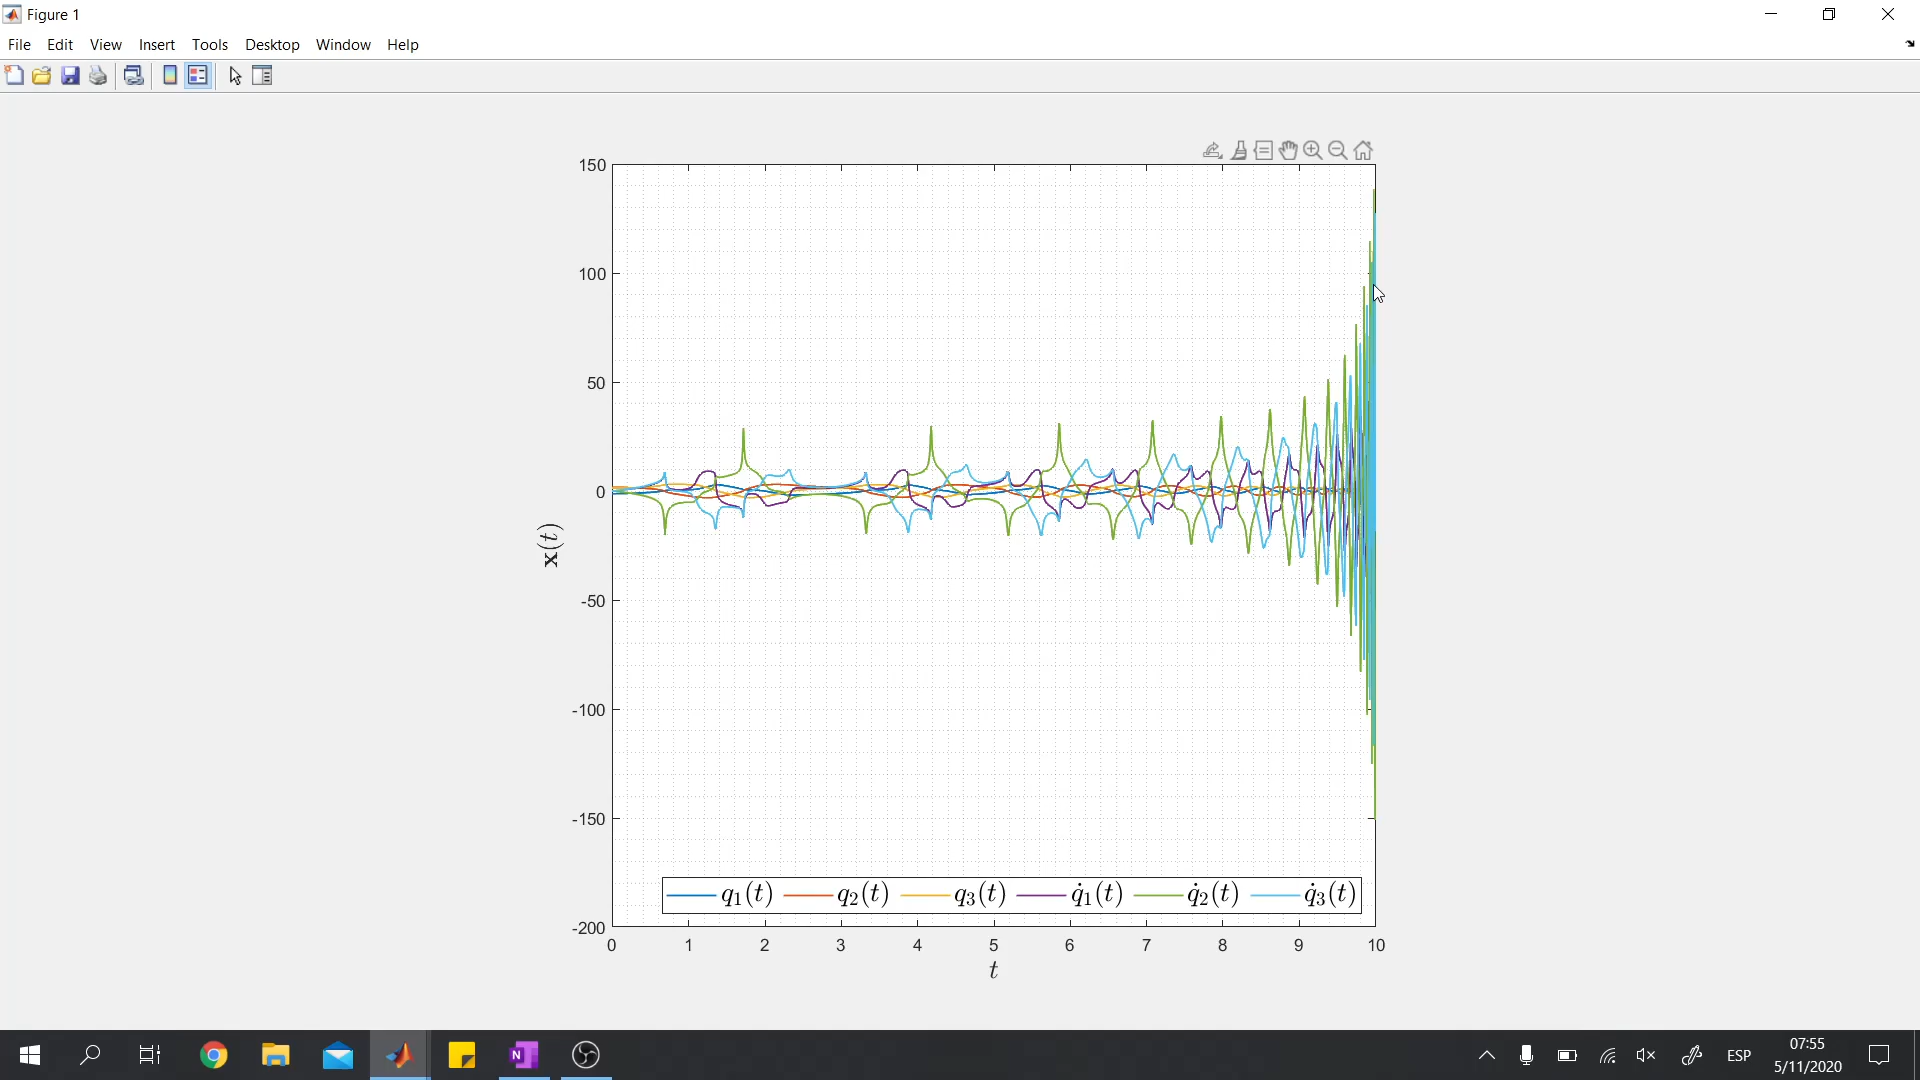 Figure 1
File Edit View Insert Tools Desktop Window Help
150
100
50
0
-50
-100
-150
-200
x(t)
q₁(t) q₂(t) q₃(t) q̇₁(t) q̇₂(t) q̇₃(t)
0 1 2 3 4 5 6 7 8 9 10
t
N
ESP
07:55
5/11/2020